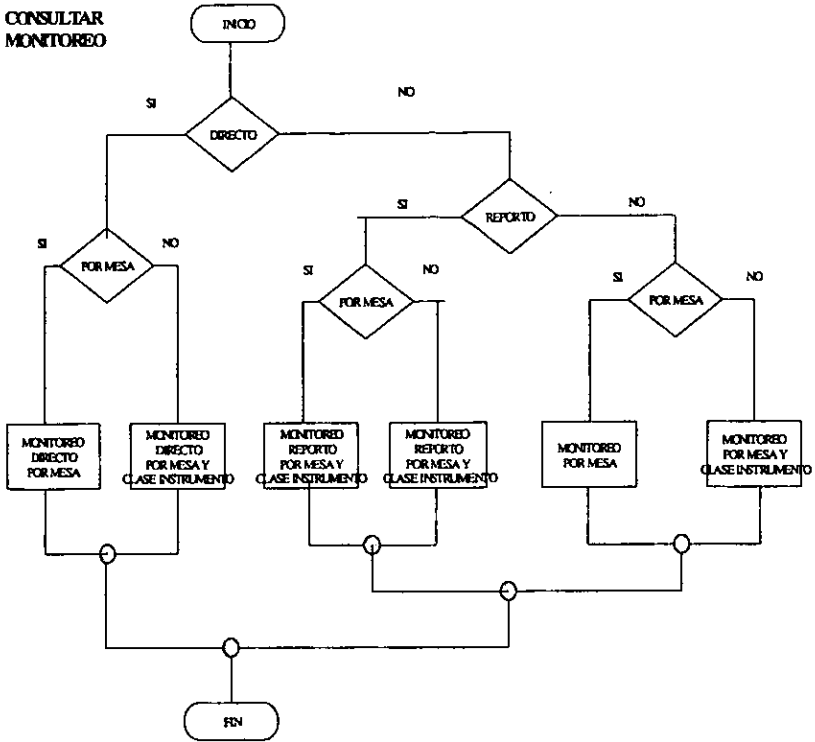 CONSULTAR
MONITOREO
INICIO
SI
NO
DIRECTO
SI
REPORTO
NO
SI
POR MESA
NO
SI
POR MESA
NO
SI
POR MESA
NO
MONITOREO
DIRECTO
POR MESA
MONITOREO
DIRECTO
POR MESA Y
CLASE INSTRUMENTO
MONITOREO
REPORTO
POR MESA Y
CLASE INSTRUMENTO
MONITOREO
REPORTO
POR MESA Y
CLASE INSTRUMENTO
MONITOREO
POR MESA
MONITOREO
POR MESA Y
CLASE INSTRUMENTO
FIN